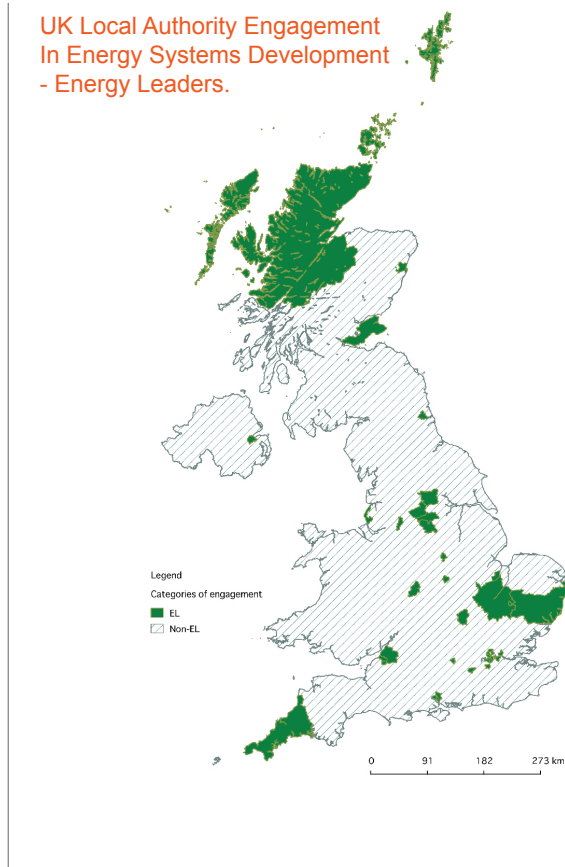 UK Local Authority Engagement
In Energy Systems Development
- Energy Leaders.
Legend
Categories of engagement
EL
Non-EL
0 91 182 273 km